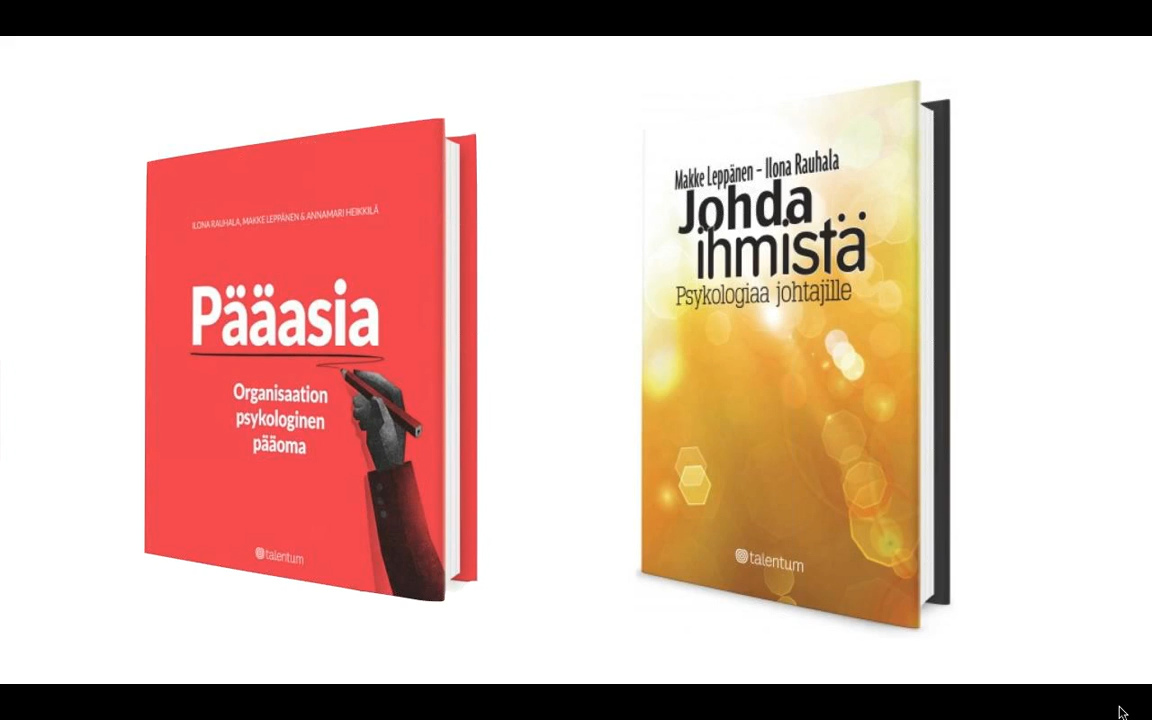 ILONA RAUHALA, MAKKE LEPPÄNEN & ANNAMARI HEIKKILÄ
Pääasia
Organisaation
psykologinen
pääoma
talentum
Makke Leppänen – Ilona Rauhala
Johda
ihmistä
Psykologiaa johtajille
talentum